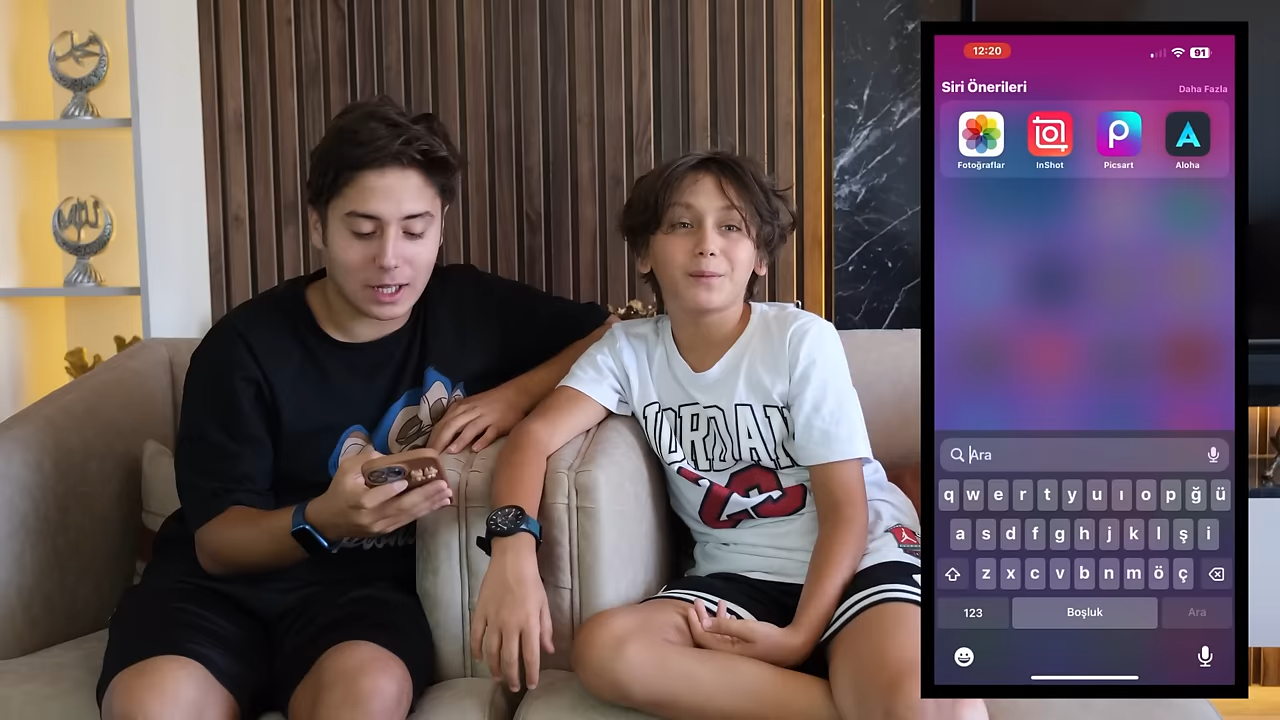 JORDAN
12:20
91
Siri Önerileri
Daha Fazla
Fotoğraflar
InShot
Picsart
Aloha
Ara
q w e r t y u ı o p ğ ü
a s d f g h j k l ş i
z x c v b n m ö ç
123
Boşluk
Ara